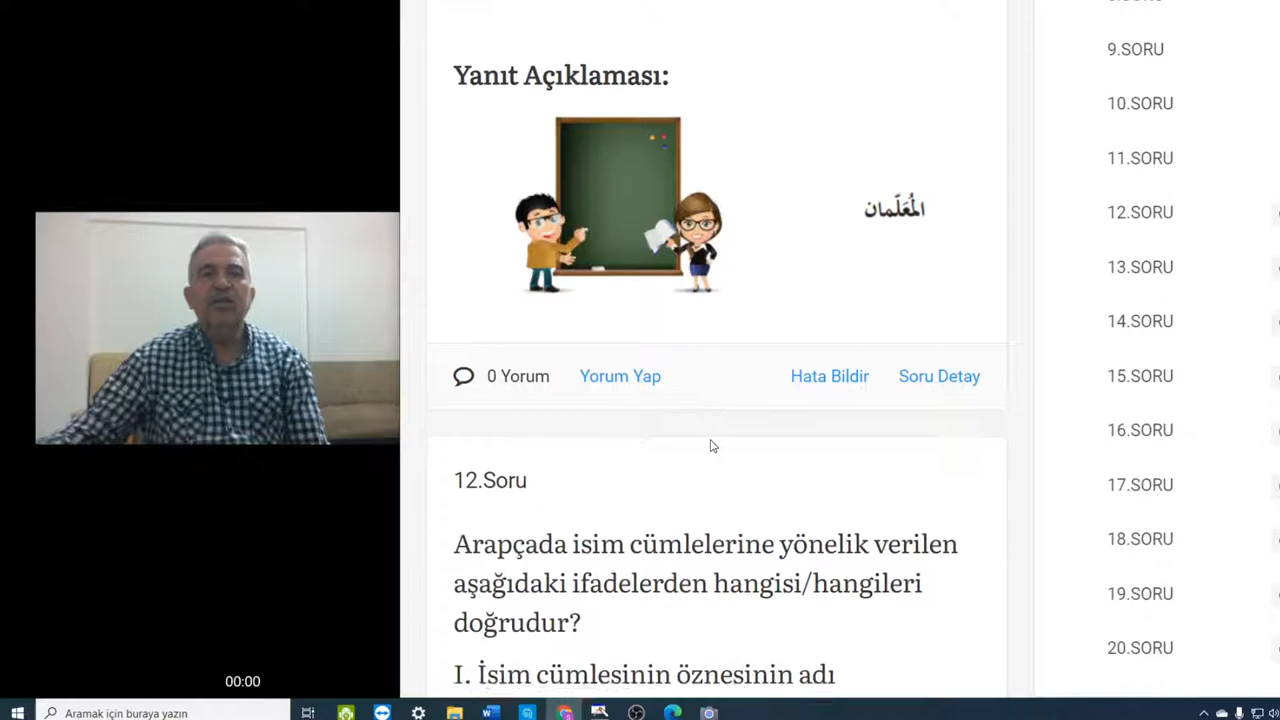 9.SORU
Yanıt Açıklaması:
10.SORU
11.SORU
المُعَلّمان
12.SORU
13.SORU
14.SORU
0 Yorum Yorum Yap Hata Bildir Soru Detay
15.SORU
16.SORU
12.Soru
17.SORU
Arapçada isim cümlelerine yönelik verilen
18.SORU
aşağıdaki ifadelerden hangisi/hangileri
19.SORU
doğrudur?
20.SORU
I. İsim cümlesinin öznesinin adı
00:00
Aramak için buraya yazın